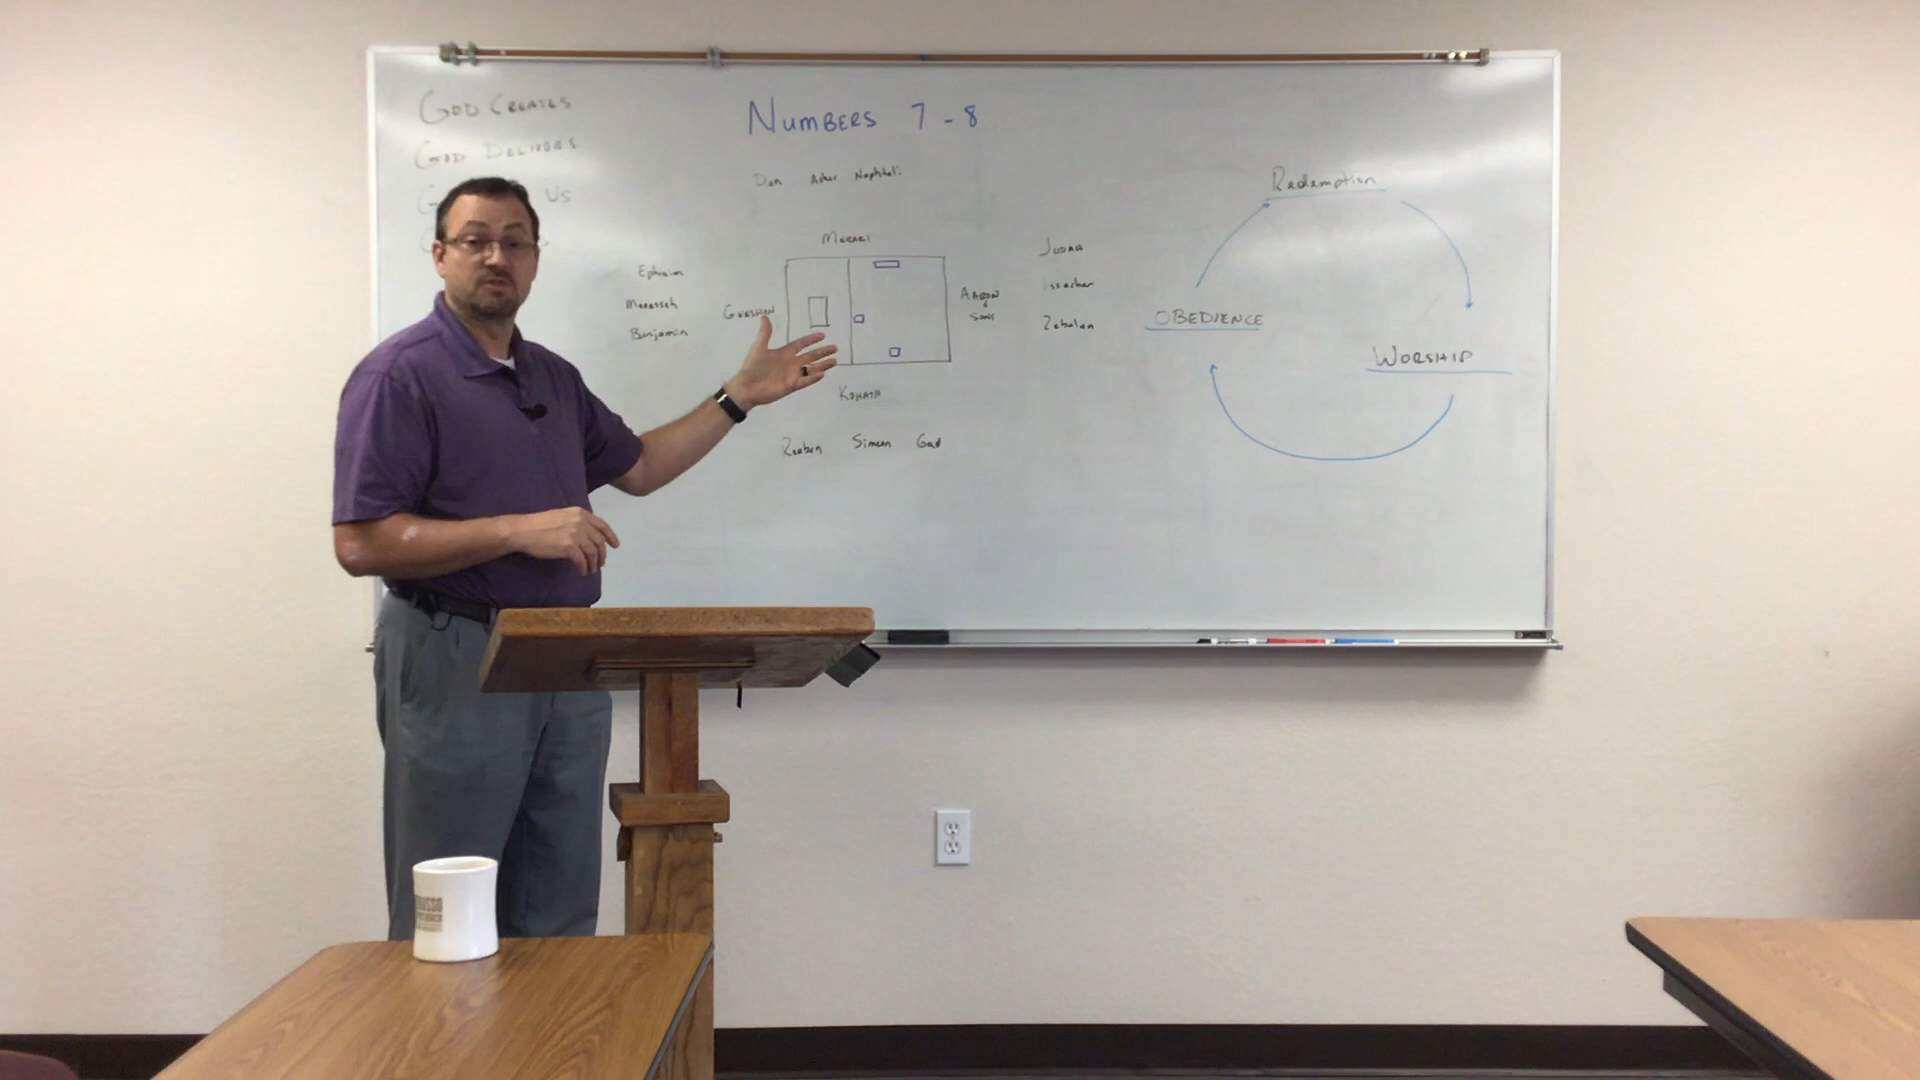 GOD CREATES
GOD DELIVERS
US
NUMBERS 7-8
Dan Asher Naphtali
MERARI
Ephraim
Manasseh
Benjamin
GERSHON
AARON
&
SONS
JUDAH
Issachar
Zebulan
KOHATH
Reuben Simeon Gad
Redemption
OBEDIENCE
WORSHIP